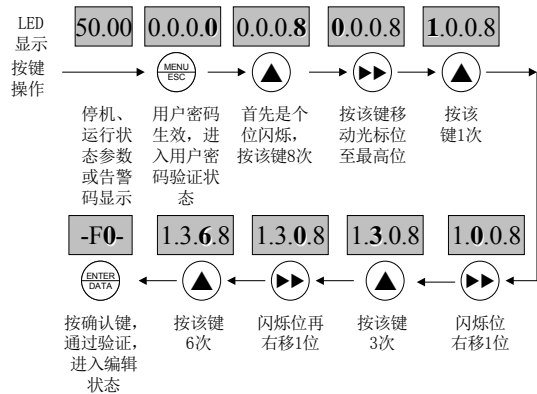 LED
显示
50.00 0.0.0.0 0.0.0.8 0.0.0.8 1.0.0.8
按键
操作
MENU
ESC
停机、
运行状
态参数
或告警
码显示
用户密码
生效，进
入用户密
码验证状
态
首先是个
位闪烁，
按该键8次
按该键移
动光标位
至最高位
按该
键1次
-F0- 1.3.6.8 1.3.0.8 1.3.0.8 1.0.0.8
ENTER
DATA
按确认键，
通过验证，
进入编辑
状态
按该键
6次
闪烁位再
右移1位
按该键
3次
闪烁位
右移1位